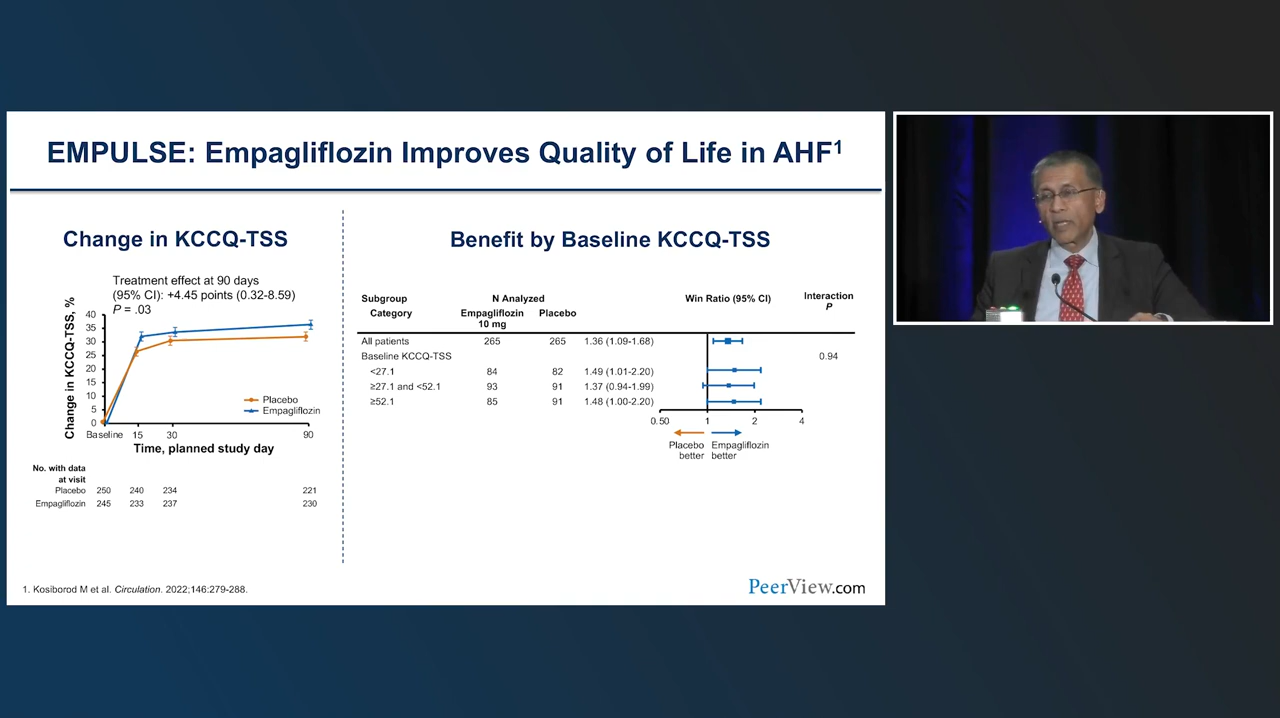 EMPULSE: Empagliflozin Improves Quality of Life in AHF1
Change in KCCQ-TSS
Treatment effect at 90 days
(95% CI): +4.45 points (0.32-8.59)
P = .03
Change in KCCQ-TSS, %
40
35
30
25
20
15
10
5
0
Placebo
Empagliflozin
Baseline 15 30 90
Time, planned study day
No. with data
at visit
Placebo 250 240 234 221
Empagliflozin 245 233 237 230
Benefit by Baseline KCCQ-TSS
Subgroup N Analyzed Win Ratio (95% CI) Interaction
Category Empagliflozin Placebo P
10 mg
All patients 265 265 1.36 (1.09-1.68)
Baseline KCCQ-TSS 0.94
<27.1 84 82 1.49 (1.01-2.20)
≥27.1 and <52.1 93 91 1.37 (0.94-1.99)
≥52.1 85 91 1.48 (1.00-2.20)
0.50 1 2 4
Placebo Empagliflozin
better better
1. Kosiborod M et al. Circulation. 2022;146:279-288.
PeerView.com